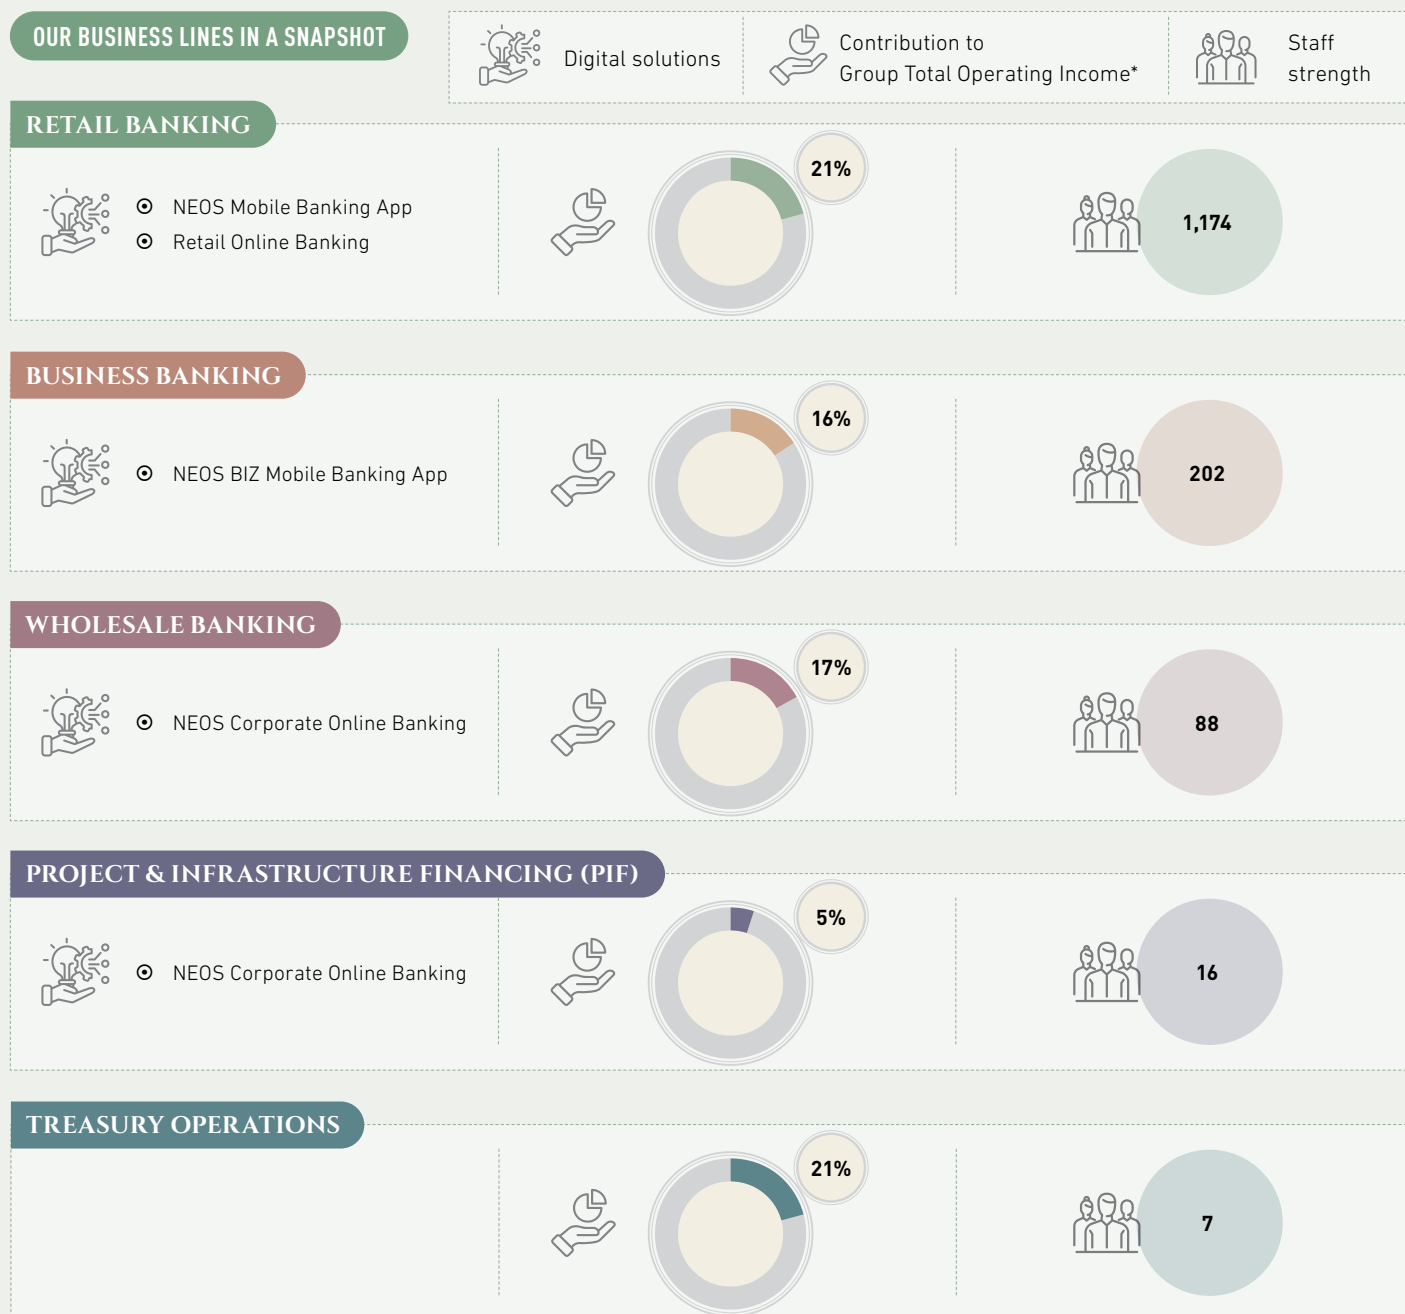 OUR BUSINESS LINES IN A SNAPSHOT
Digital solutions
Contribution to
Group Total Operating Income*
Staff
strength
RETAIL BANKING
NEOS Mobile Banking App
Retail Online Banking
21%
1,174
BUSINESS BANKING
NEOS BIZ Mobile Banking App
16%
202
WHOLESALE BANKING
NEOS Corporate Online Banking
17%
88
PROJECT & INFRASTRUCTURE FINANCING (PIF)
NEOS Corporate Online Banking
5%
16
TREASURY OPERATIONS
21%
7